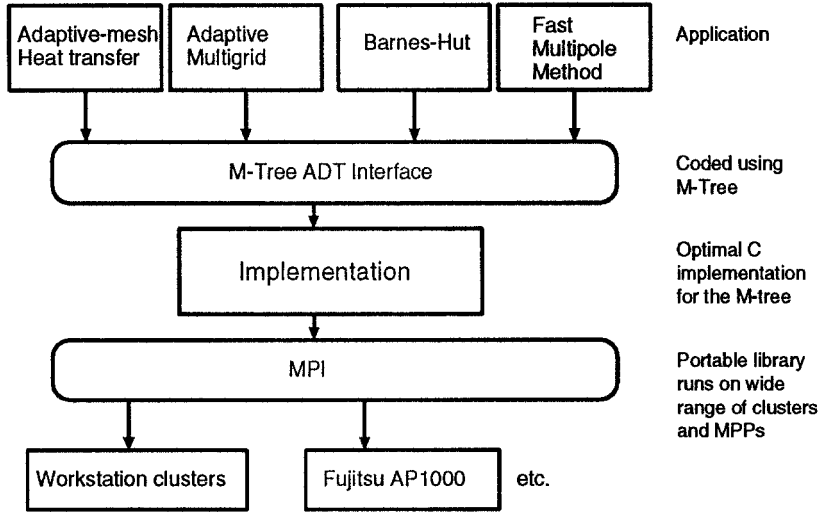 Adaptive-mesh
Heat transfer
Adaptive
Multigrid
Barnes-Hut
Fast
Multipole
Method
Application
M-Tree ADT Interface
Coded using
M-Tree
Implementation
Optimal C
implementation
for the M-tree
MPI
Portable library
runs on wide
range of clusters
and MPPs
Workstation clusters
Fujitsu AP1000
etc.